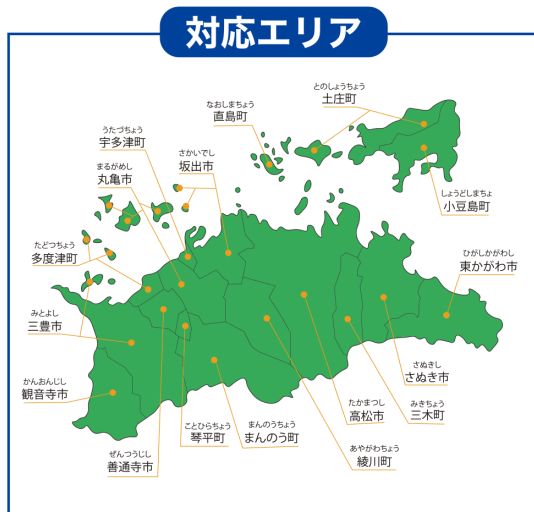 対応エリア
とのしょうちょう
土庄町
なおしまちょう
直島町
うたづちょう
宇多津町
さかいでし
坂出市
まるがめし
丸亀市
しょうどしまちょ
小豆島町
たどつちょう
多度津町
ひがしかがわし
東かがわ市
みとよし
三豊市
さぬきし
さぬき市
かんおんじし
観音寺市
たかまつし
高松市
みきちょう
三木町
ことひらちょう
琴平町
まんのうちょう
まんのう町
ぜんつうじし
善通寺市
あやがわちょう
綾川町